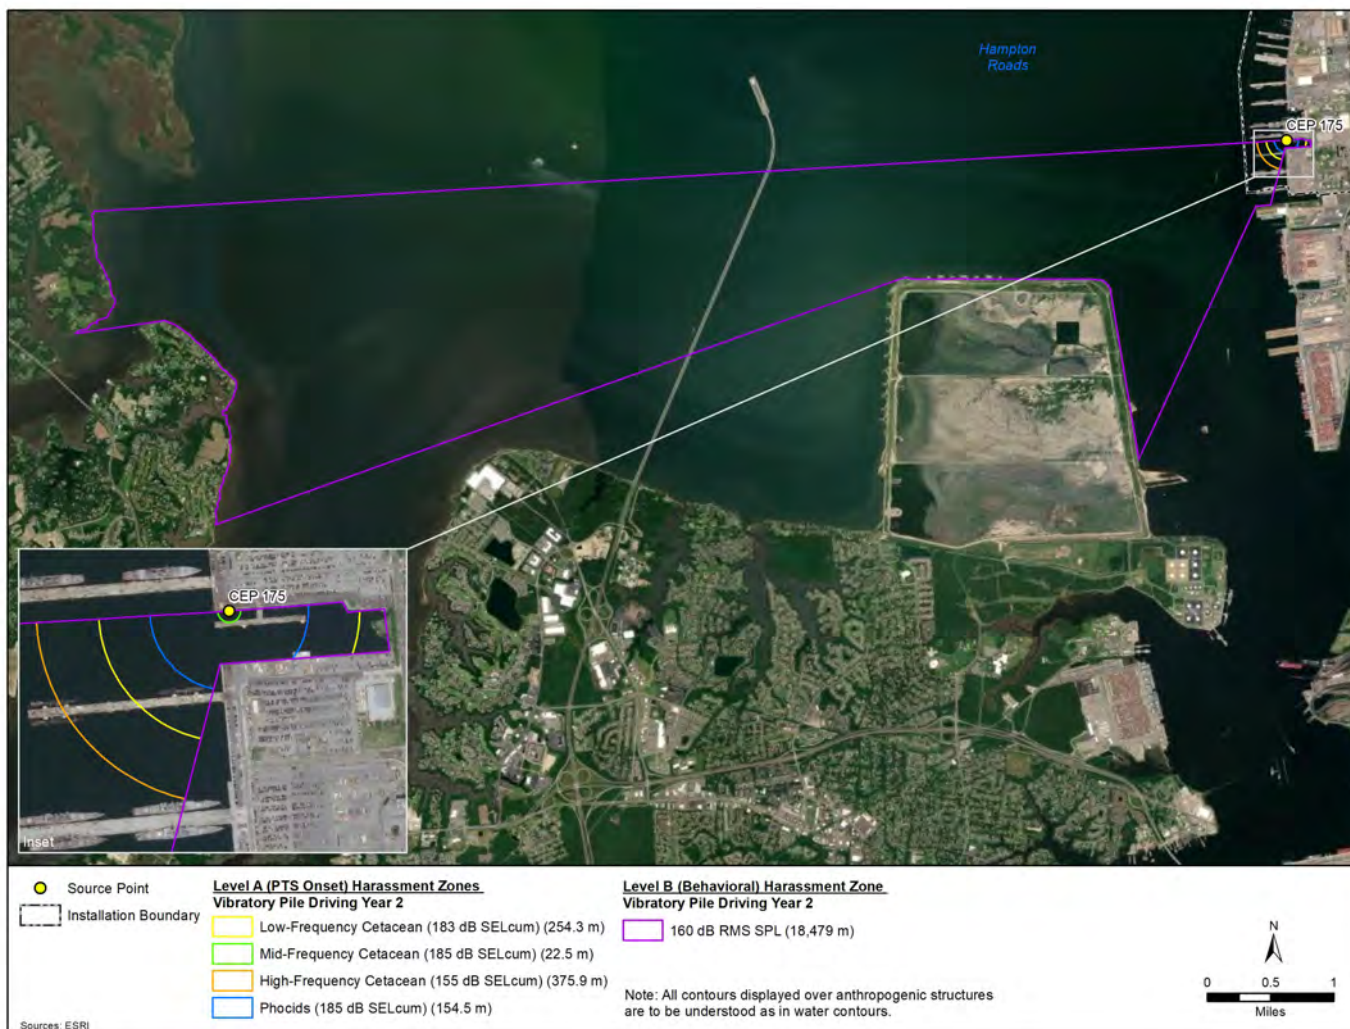 Hampton
Roads
CEP 175
CEP 175
Inset
Source Point
Installation Boundary
Level A (PTS Onset) Harassment Zones
Vibratory Pile Driving Year 2
Low-Frequency Cetacean (183 dB SELcum) (254.3 m)
Mid-Frequency Cetacean (185 dB SELcum) (22.5 m)
High-Frequency Cetacean (155 dB SELcum) (375.9 m)
Phocids (185 dB SELcum) (154.5 m)
Level B (Behavioral) Harassment Zone
Vibratory Pile Driving Year 2
160 dB RMS SPL (18,479 m)
Note: All contours displayed over anthropogenic structures
are to be understood as in water contours.
N
0 0.5 1
Miles
Sources: ESRI